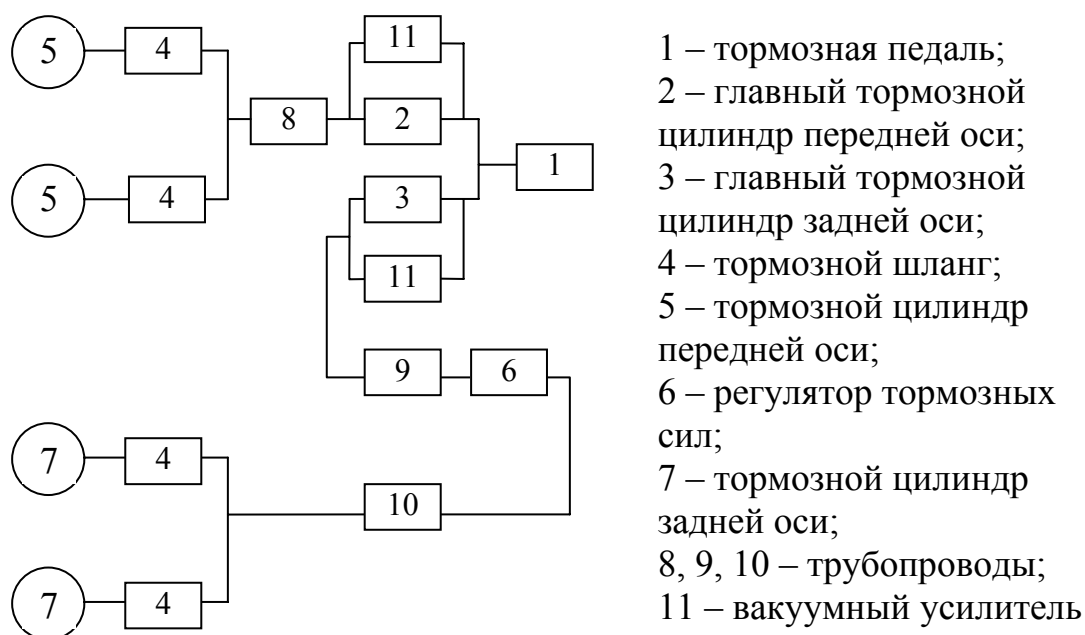 5
4
11
8
2
1
5
4
3
11
9
6
7
4
10
7
4
1 – тормозная педаль;
2 – главный тормозной
цилиндр передней оси;
3 – главный тормозной
цилиндр задней оси;
4 – тормозной шланг;
5 – тормозной цилиндр
передней оси;
6 – регулятор тормозных
сил;
7 – тормозной цилиндр
задней оси;
8, 9, 10 – трубопроводы;
11 – вакуумный усилитель